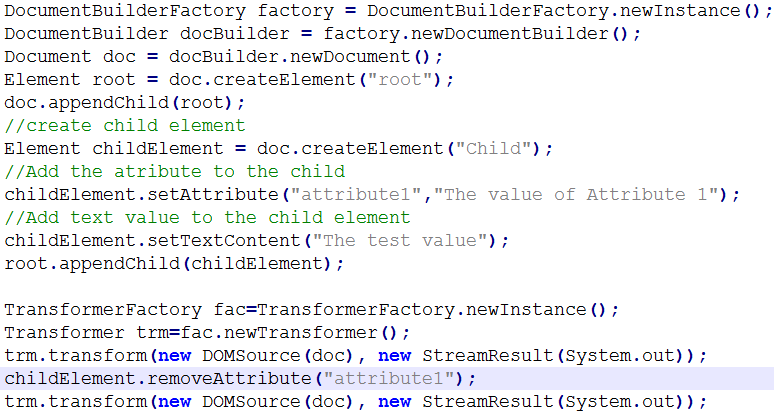 DocumentBuilderFactory factory = DocumentBuilderFactory.newInstance();
DocumentBuilder docBuilder = factory.newDocumentBuilder();
Document doc = docBuilder.newDocument();
Element root = doc.createElement("root");
doc.appendChild(root);
//create child element
Element childElement = doc.createElement("Child");
//Add the atribute to the child
childElement.setAttribute("attribute1","The value of Attribute 1");
//Add text value to the child element
childElement.setTextContent("The test value");
root.appendChild(childElement);
TransformerFactory fac=TransformerFactory.newInstance();
Transformer trm=fac.newTransformer();
trm.transform(new DOMSource(doc), new StreamResult(System.out));
childElement.removeAttribute("attribute1");
trm.transform(new DOMSource(doc), new StreamResult(System.out));